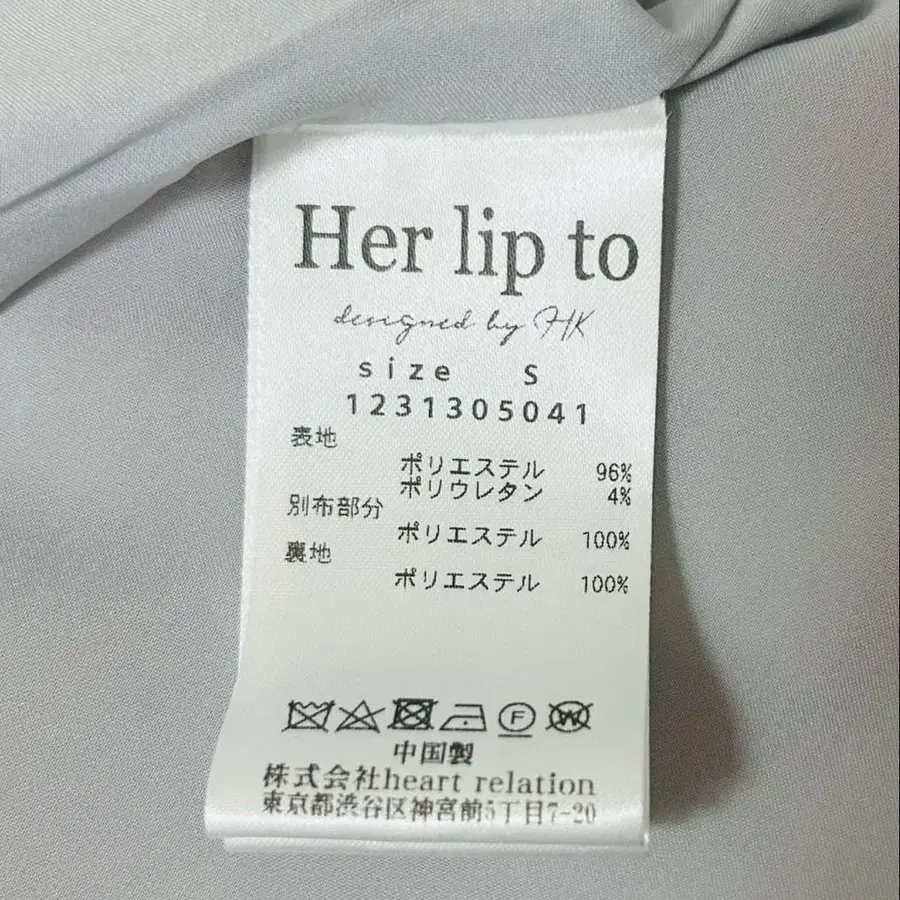 Her lip to
designed by HK
size S
1231305041
表地
ポリエステル 96%
ポリウレタン 4%
別布部分
ポリエステル 100%
裏地
ポリエステル 100%
F W
中国製
株式会社heart relation
東京都渋谷区神宮前5丁目7-20